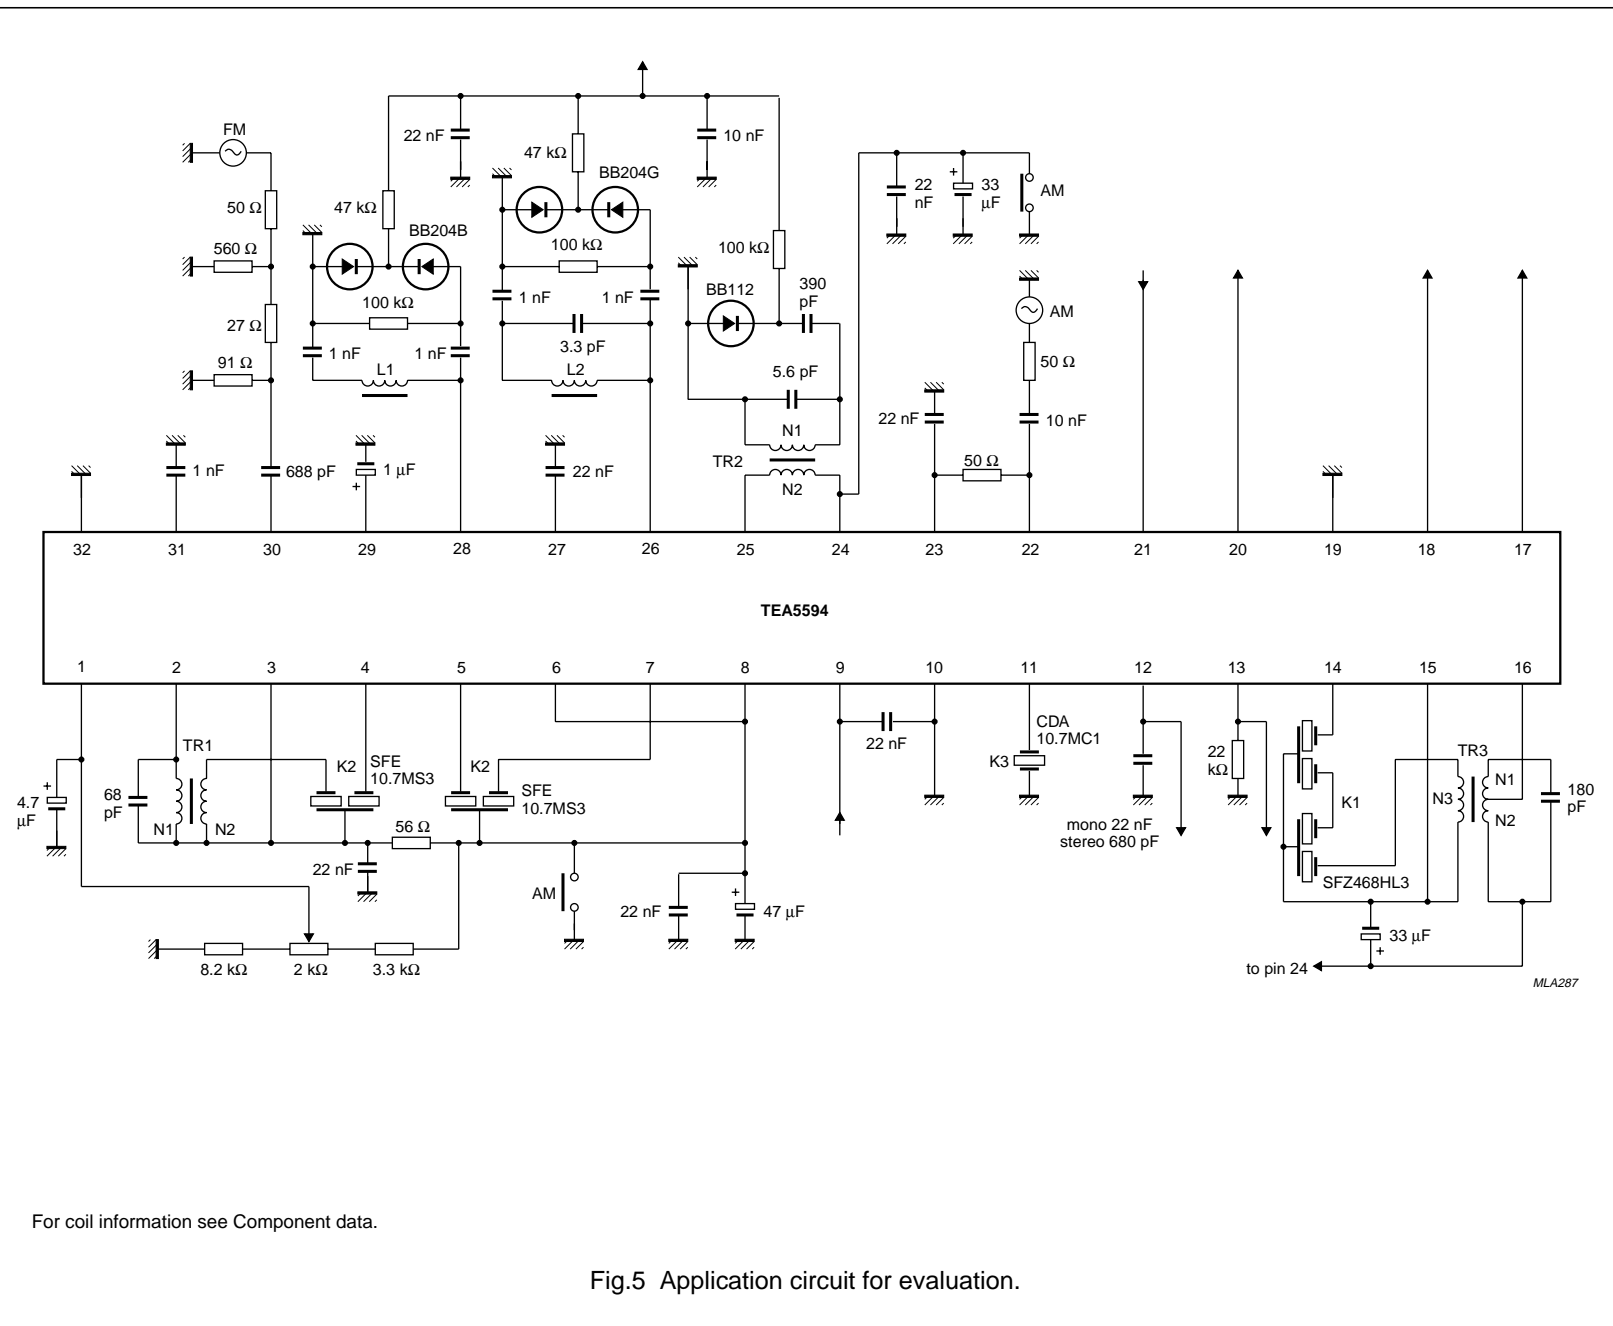 FM
22 nF
10 nF
47 kΩ
BB204G
50 Ω
47 kΩ
22
nF
+
33
μF
AM
BB204B
560 Ω
100 kΩ
100 kΩ
BB112
390
pF
1 nF
1 nF
100 kΩ
AM
27 Ω
3.3 pF
1 nF
1 nF
91 Ω
L1
L2
5.6 pF
50 Ω
22 nF
10 nF
N1
TR2
N2
50 Ω
1 nF
688 pF
1 μF
+
22 nF
32 31 30 29 28 27 26 25 24 23 22 21 20 19 18 17
TEA5594
1 2 3 4 5 6 7 8 9 10 11 12 13 14 15 16
TR1
K2
SFE
10.7MS3
K2
SFE
10.7MS3
22 nF
CDA
10.7MC1
K3
22
kΩ
TR3
+
4.7
μF
68
pF
N1
N2
56 Ω
mono 22 nF
stereo 680 pF
K1
N3
N1
N2
180
pF
22 nF
AM
22 nF
+
47 μF
SFZ468HL3
33 μF
+
8.2 kΩ
2 kΩ
3.3 kΩ
to pin 24
MLA287
For coil information see Component data.
Fig.5 Application circuit for evaluation.